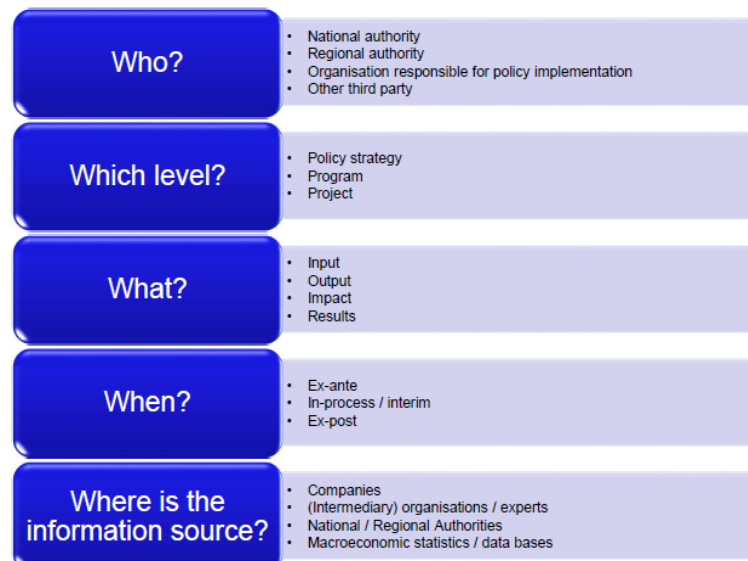 Who?
• National authority
• Regional authority
• Organisation responsible for policy implementation
• Other third party
Which level?
• Policy strategy
• Program
• Project
What?
• Input
• Output
• Impact
• Results
When?
• Ex-ante
• In-process / interim
• Ex-post
Where is the
information source?
• Companies
• (Intermediary) organisations / experts
• National / Regional Authorities
• Macroeconomic statistics / data bases